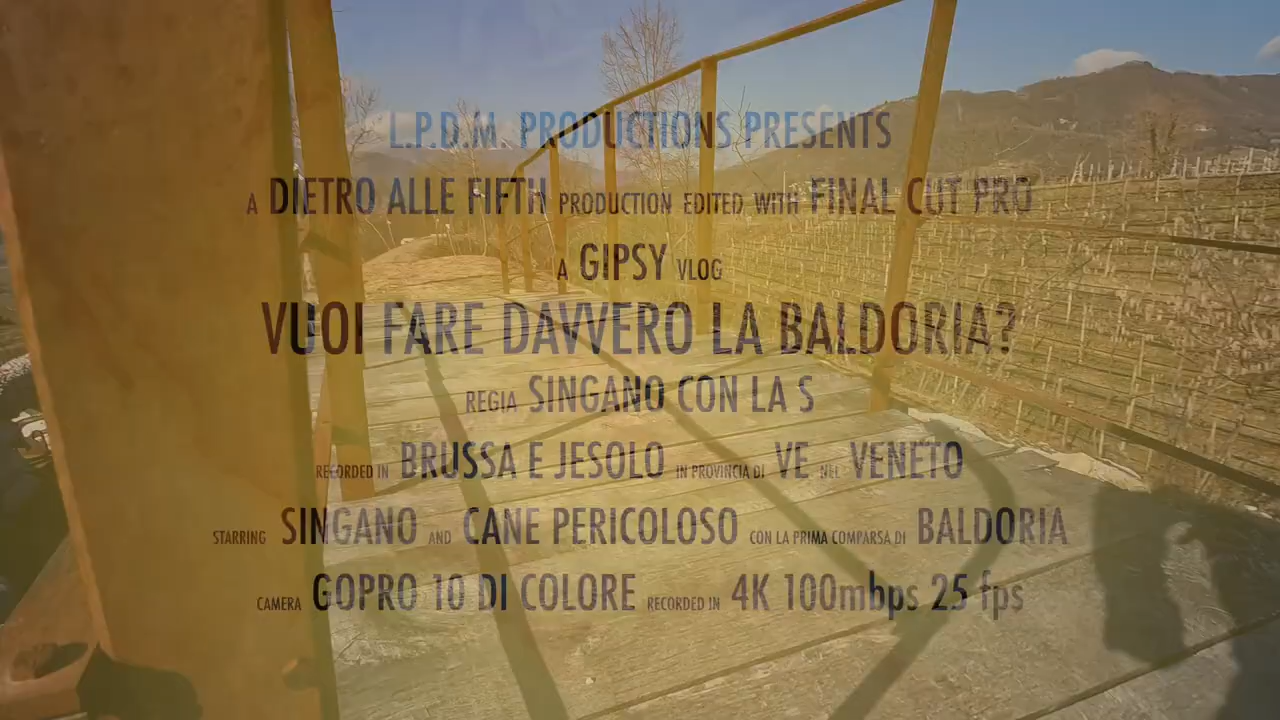 L.P.D.M. PRODUCTIONS PRESENTS
A DIETRO ALLE FIFTH PRODUCTION EDITED WITH FINAL CUT PRO
A GIPSY VLOG
VUOI FARE DAVVERO LA BALDORIA?
REGIA SINGANO CON LA S
RECORDED IN BRUSSA E JESOLO IN PROVINCIA DI VE NEL VENETO
STARRING SINGANO AND CANE PERICOLOSO CON LA PRIMA COMPARSA DI BALDORIA
CAMERA GOPRO 10 DI COLORE RECORDED IN 4K 100mbps 25 fps